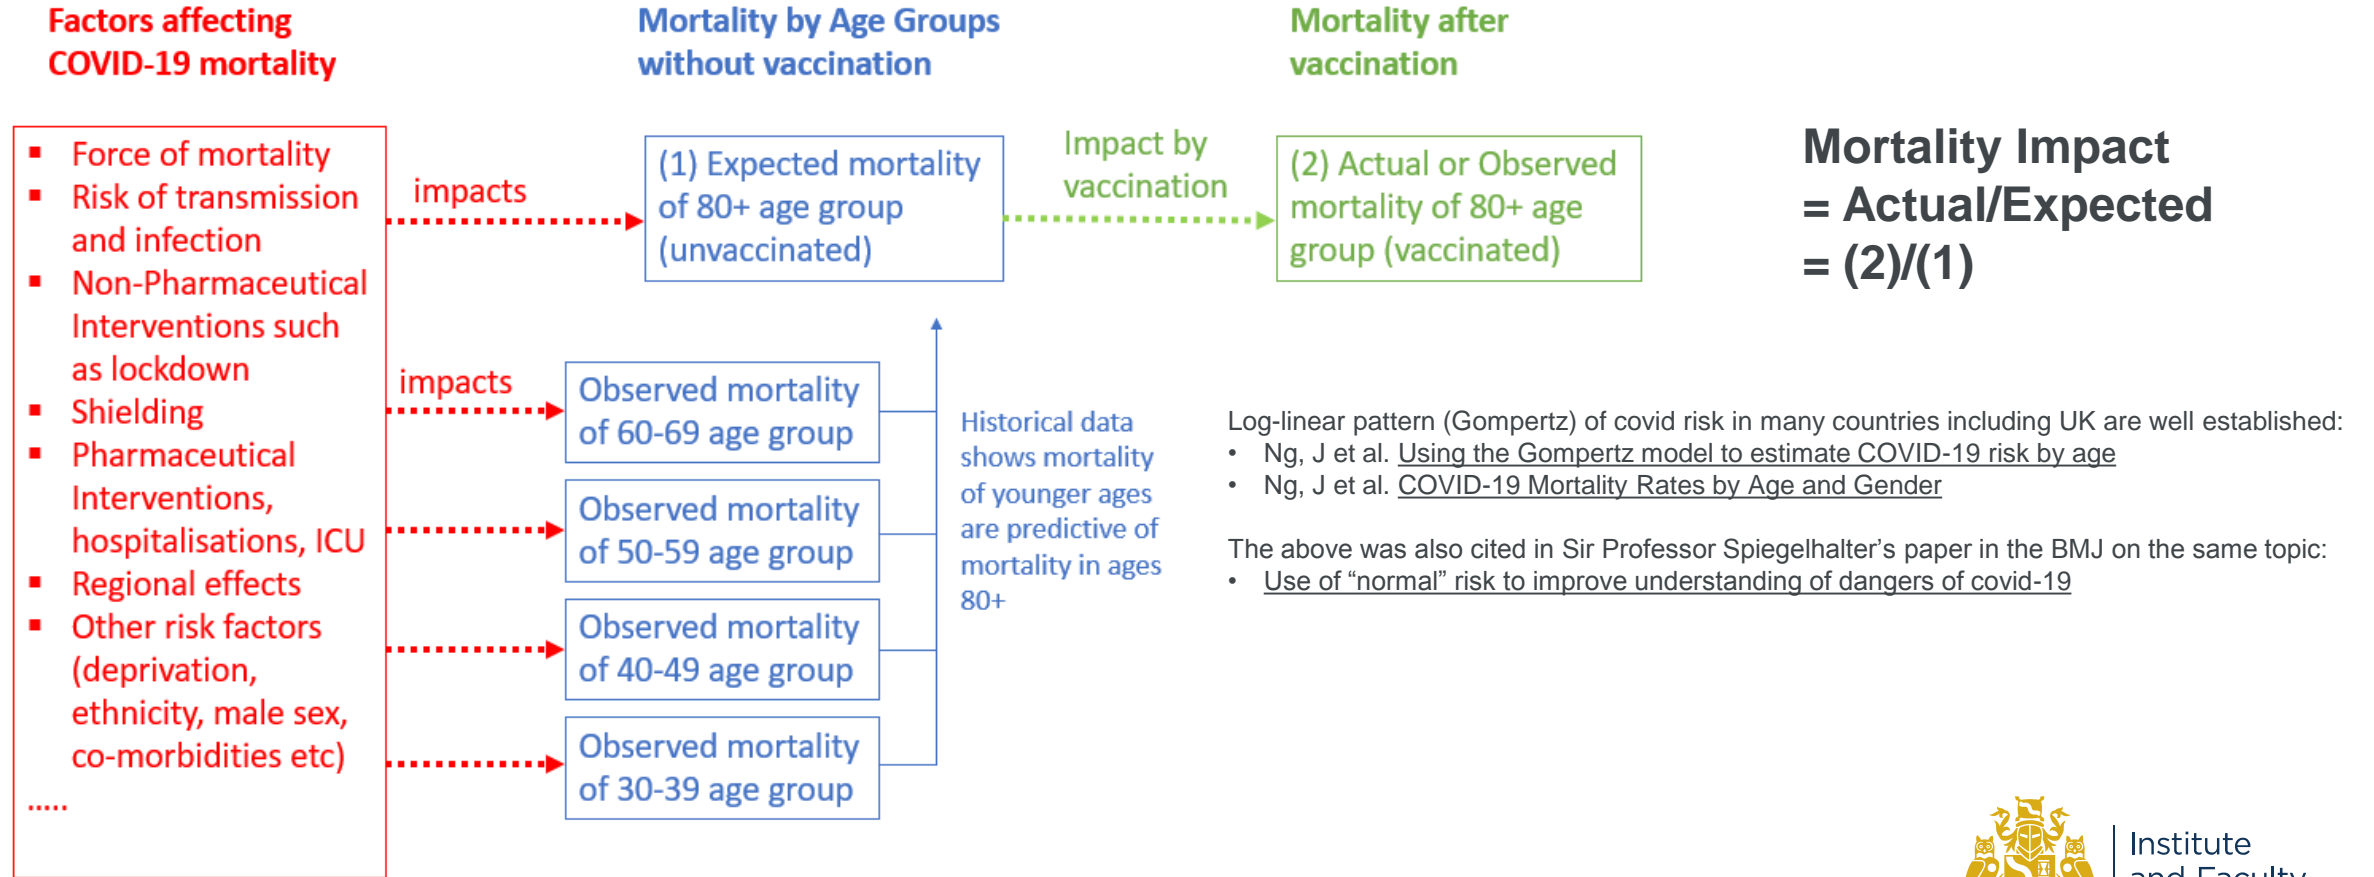 Factors affecting
COVID-19 mortality
Mortality by Age Groups
without vaccination
Mortality after
vaccination
▪ Force of mortality
▪ Risk of transmission
and infection
▪ Non-Pharmaceutical
Interventions such
as lockdown
▪ Shielding
▪ Pharmaceutical
Interventions,
hospitalisations, ICU
▪ Regional effects
▪ Other risk factors
(deprivation,
ethnicity, male sex,
co-morbidities etc)
.....
impacts
(1) Expected mortality
of 80+ age group
(unvaccinated)
Impact by
vaccination
(2) Actual or Observed
mortality of 80+ age
group (vaccinated)
Mortality Impact
= Actual/Expected
= (2)/(1)
impacts
Observed mortality
of 60-69 age group
Observed mortality
of 50-59 age group
Observed mortality
of 40-49 age group
Observed mortality
of 30-39 age group
Historical data
shows mortality
of younger ages
are predictive of
mortality in ages
80+
Log-linear pattern (Gompertz) of covid risk in many countries including UK are well established:
• Ng, J et al. Using the Gompertz model to estimate COVID-19 risk by age
• Ng, J et al. COVID-19 Mortality Rates by Age and Gender
The above was also cited in Sir Professor Spiegelhalter’s paper in the BMJ on the same topic:
• Use of “normal” risk to improve understanding of dangers of covid-19
Institute
and Faculty